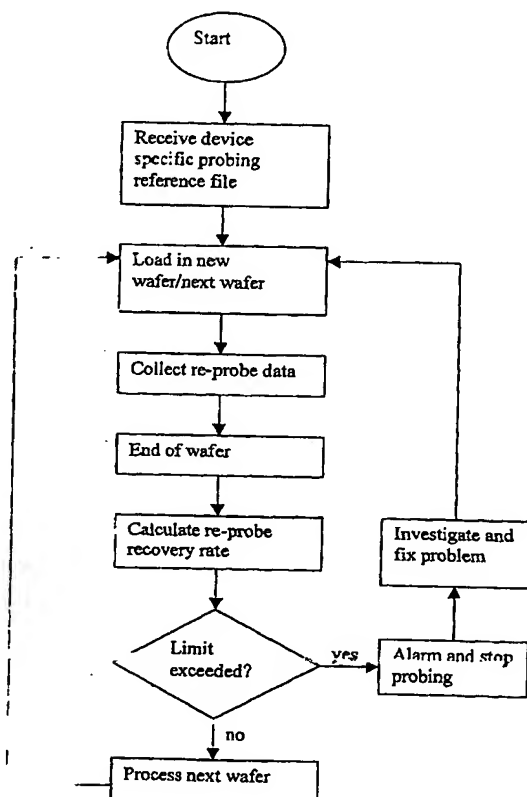 Start
Receive device
specific probing
reference file
Load in new
wafer/next wafer
Collect re-probe data
End of wafer
Calculate re-probe
recovery rate
Limit
exceeded?
yes
Alarm and stop
probing
Investigate and
fix problem
no
Process next wafer